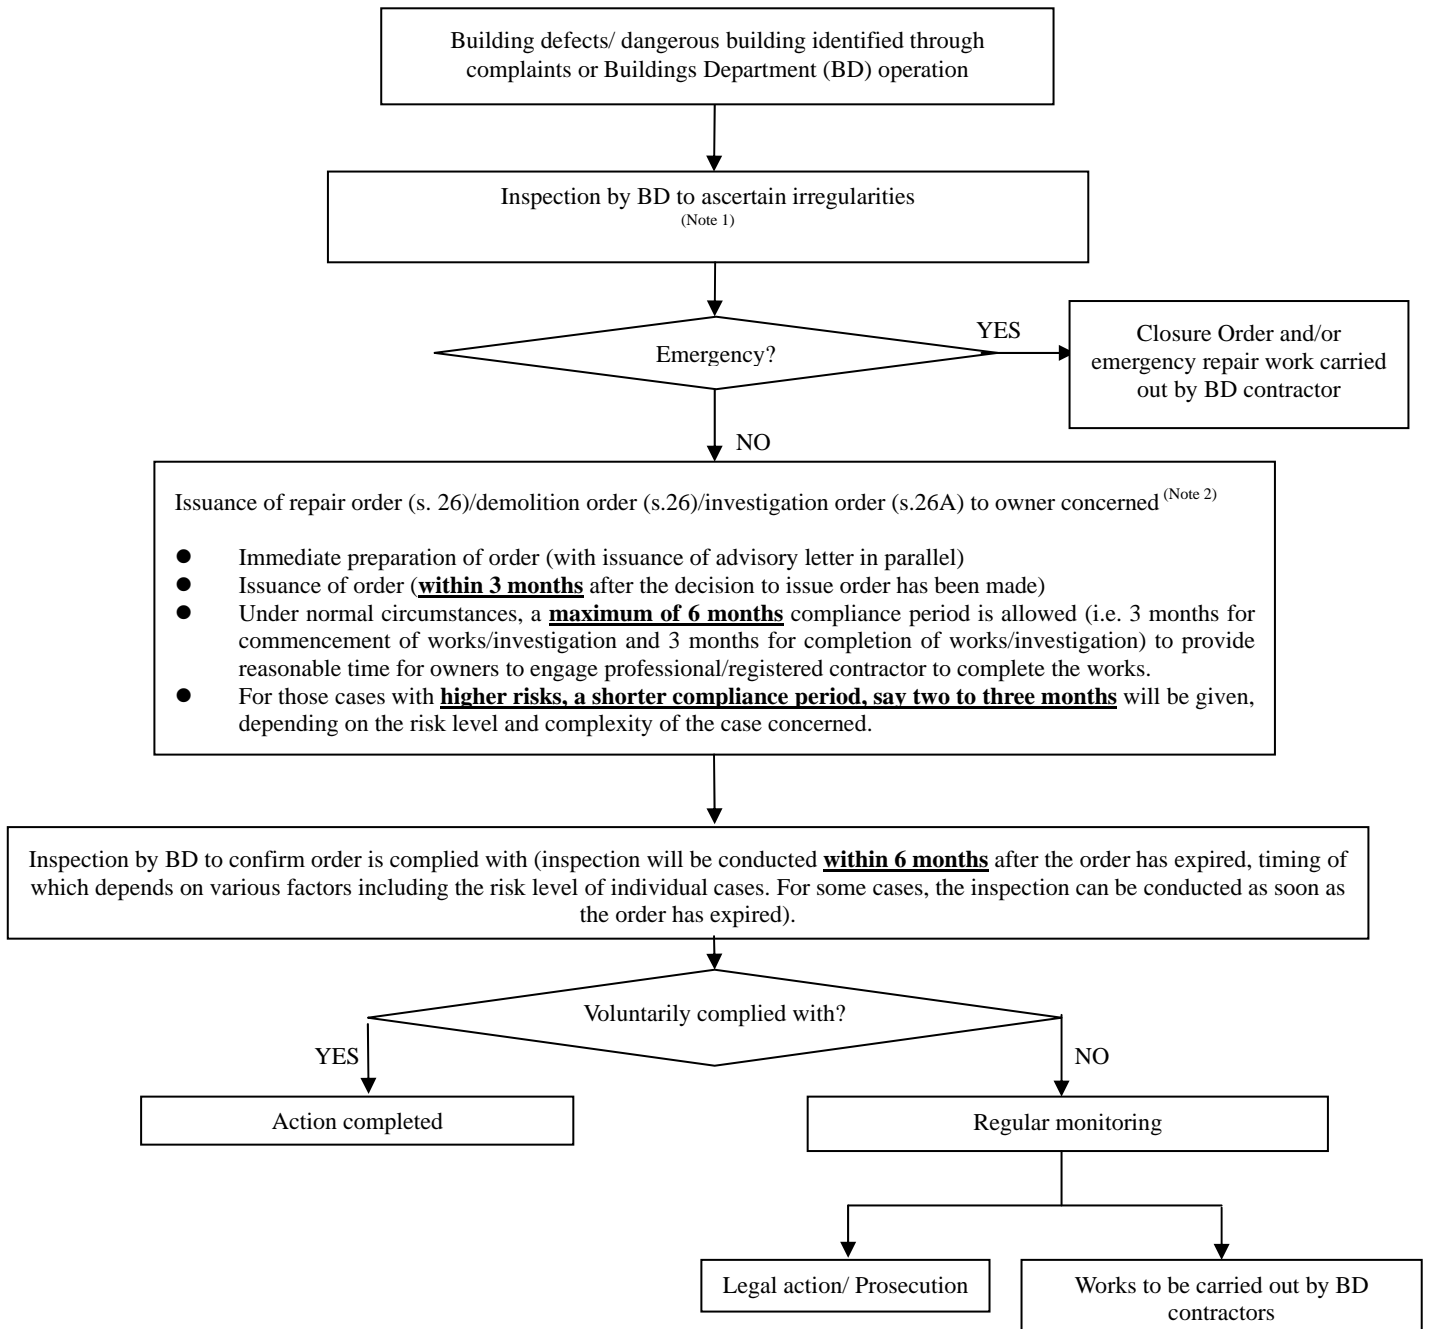 Building defects/ dangerous building identified through
complaints or Buildings Department (BD) operation
Inspection by BD to ascertain irregularities
(Note 1)
Emergency?
YES
Closure Order and/or
emergency repair work carried
out by BD contractor
NO
Issuance of repair order (s. 26)/demolition order (s.26)/investigation order (s.26A) to owner concerned (Note 2)
● Immediate preparation of order (with issuance of advisory letter in parallel)
● Issuance of order (within 3 months after the decision to issue order has been made)
● Under normal circumstances, a maximum of 6 months compliance period is allowed (i.e. 3 months for
commencement of works/investigation and 3 months for completion of works/investigation) to provide
reasonable time for owners to engage professional/registered contractor to complete the works.
● For those cases with higher risks, a shorter compliance period, say two to three months will be given,
depending on the risk level and complexity of the case concerned.
Inspection by BD to confirm order is complied with (inspection will be conducted within 6 months after the order has expired, timing of
which depends on various factors including the risk level of individual cases. For some cases, the inspection can be conducted as soon as
the order has expired).
Voluntarily complied with?
YES
NO
Action completed
Regular monitoring
Legal action/ Prosecution
Works to be carried out by BD
contractors